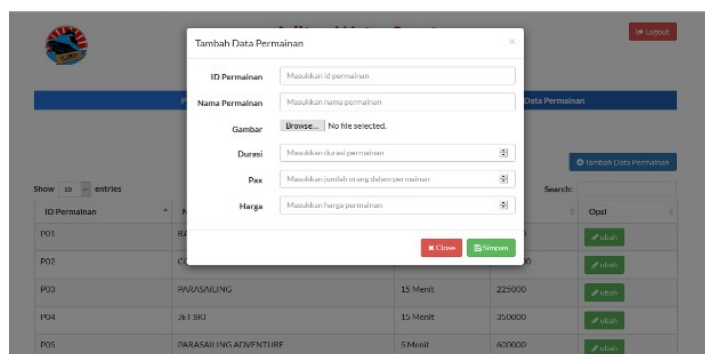 Logout
Tambah Data Permainan
×
ID Permainan Masukkan id permainan
Nama Permainan Masukkan nama permainan
Data Permainan
Gambar Browse... No file selected.
Durasi Masukkan durasi permainan
Tambah Data Permainan
Pax Masukkan jumlah orang dalam permainan
Show 10 entries
Search:
Harga Masukkan harga permainan
ID Permainan
Opsi
Close Simpan
P01
ubah
P02
ubah
P03 PARASAILING 15 Menit 225000 ubah
P04 JET SKI 15 Menit 350000 ubah
P05 PARASAILING ADVENTURE 5 Menit 600000 ubah